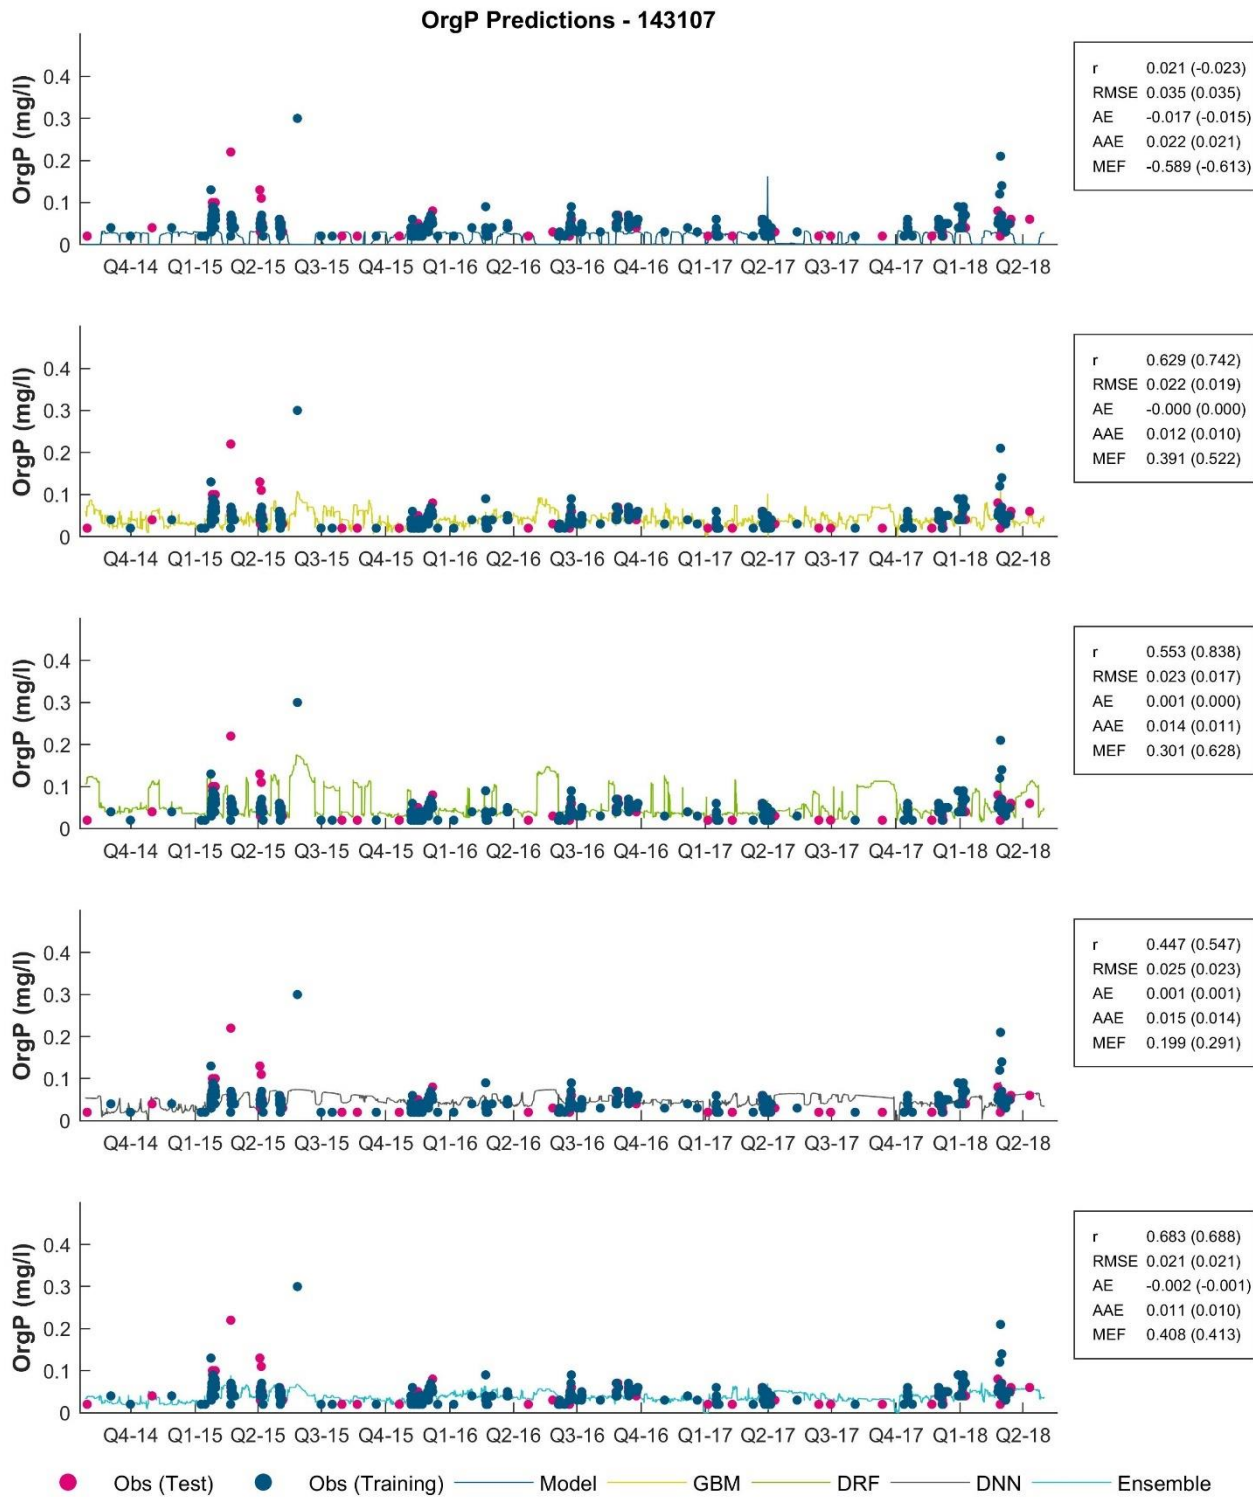 OrgP Predictions - 143107
OrgP (mg/l)
0.4
0.3
0.2
0.1
0
Q4-14 Q1-15 Q2-15 Q3-15 Q4-15 Q1-16 Q2-16 Q3-16 Q4-16 Q1-17 Q2-17 Q3-17 Q4-17 Q1-18 Q2-18
r 0.021 (-0.023)
RMSE 0.035 (0.035)
AE -0.017 (-0.015)
AAE 0.022 (0.021)
MEF -0.589 (-0.613)
OrgP (mg/l)
0.4
0.3
0.2
0.1
0
Q4-14 Q1-15 Q2-15 Q3-15 Q4-15 Q1-16 Q2-16 Q3-16 Q4-16 Q1-17 Q2-17 Q3-17 Q4-17 Q1-18 Q2-18
r 0.629 (0.742)
RMSE 0.022 (0.019)
AE -0.000 (0.000)
AAE 0.012 (0.010)
MEF 0.391 (0.522)
OrgP (mg/l)
0.4
0.3
0.2
0.1
0
Q4-14 Q1-15 Q2-15 Q3-15 Q4-15 Q1-16 Q2-16 Q3-16 Q4-16 Q1-17 Q2-17 Q3-17 Q4-17 Q1-18 Q2-18
r 0.553 (0.838)
RMSE 0.023 (0.017)
AE 0.001 (0.000)
AAE 0.014 (0.011)
MEF 0.301 (0.628)
OrgP (mg/l)
0.4
0.3
0.2
0.1
0
Q4-14 Q1-15 Q2-15 Q3-15 Q4-15 Q1-16 Q2-16 Q3-16 Q4-16 Q1-17 Q2-17 Q3-17 Q4-17 Q1-18 Q2-18
r 0.447 (0.547)
RMSE 0.025 (0.023)
AE 0.001 (0.001)
AAE 0.015 (0.014)
MEF 0.199 (0.291)
OrgP (mg/l)
0.4
0.3
0.2
0.1
0
Q4-14 Q1-15 Q2-15 Q3-15 Q4-15 Q1-16 Q2-16 Q3-16 Q4-16 Q1-17 Q2-17 Q3-17 Q4-17 Q1-18 Q2-18
r 0.683 (0.688)
RMSE 0.021 (0.021)
AE -0.002 (-0.001)
AAE 0.011 (0.010)
MEF 0.408 (0.413)
Obs (Test) Obs (Training) Model GBM DRF DNN Ensemble